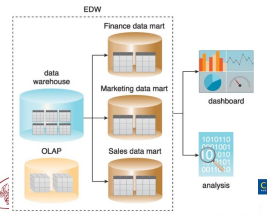 EDW
Finance data mart
data
warehouse
Marketing data mart
dashboard
OLAP
Sales data mart
analysis